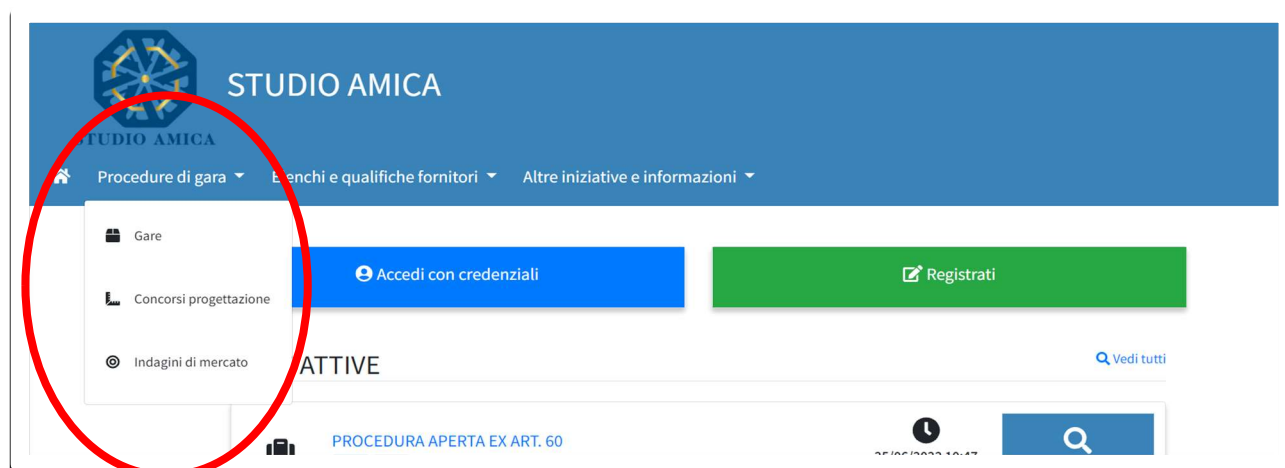 STUDIO AMICA
STUDIO AMICA
Procedure di gara
Elenchi e qualifiche fornitori
Altre iniziative e informazioni
Gare
Concorsi progettazione
Indagini di mercato
Accedi con credenziali
Registrati
ATTIVE
Vedi tutti
PROCEDURA APERTA EX ART. 60